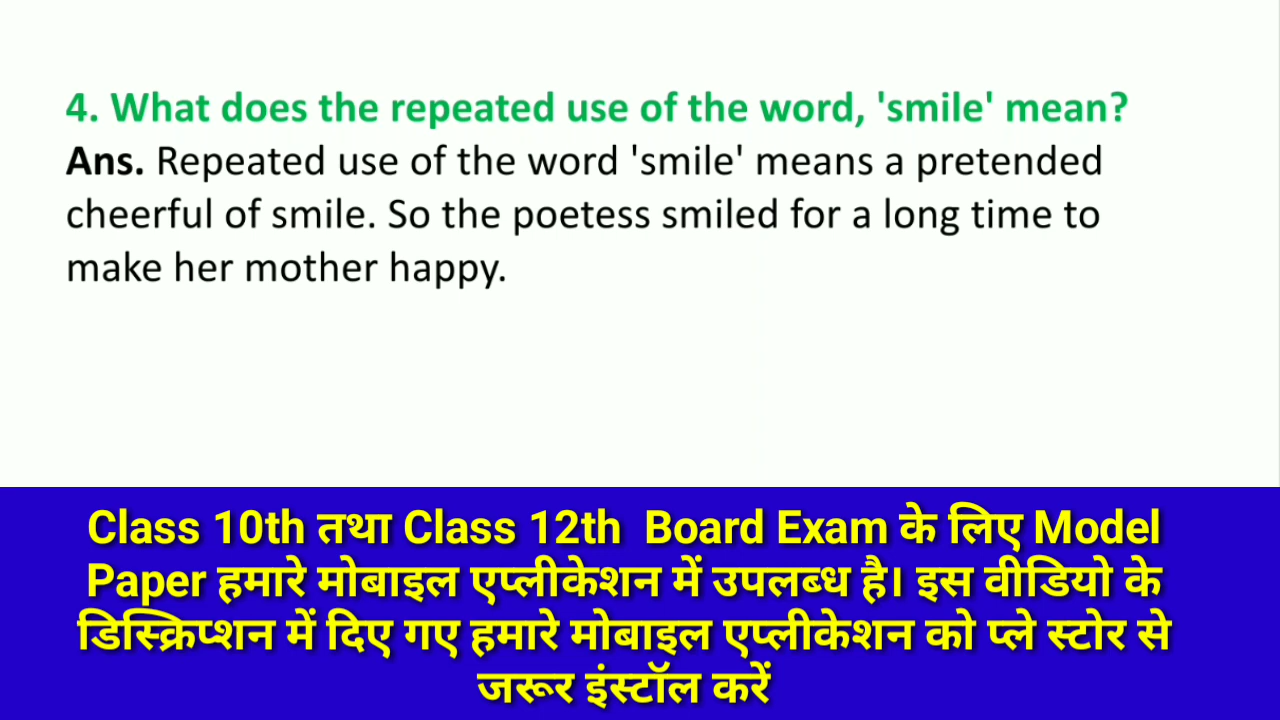 4. What does the repeated use of the word, 'smile' mean?
Ans. Repeated use of the word 'smile' means a pretended
cheerful of smile. So the poetess smiled for a long time to
make her mother happy.
Class 10th तथा Class 12th Board Exam के लिए Model
Paper हमारे मोबाइल एप्लीकेशन में उपलब्ध है। इस वीडियो के
डिस्क्रिप्शन में दिए गए हमारे मोबाइल एप्लीकेशन को प्ले स्टोर से
जरूर इंस्टॉल करें